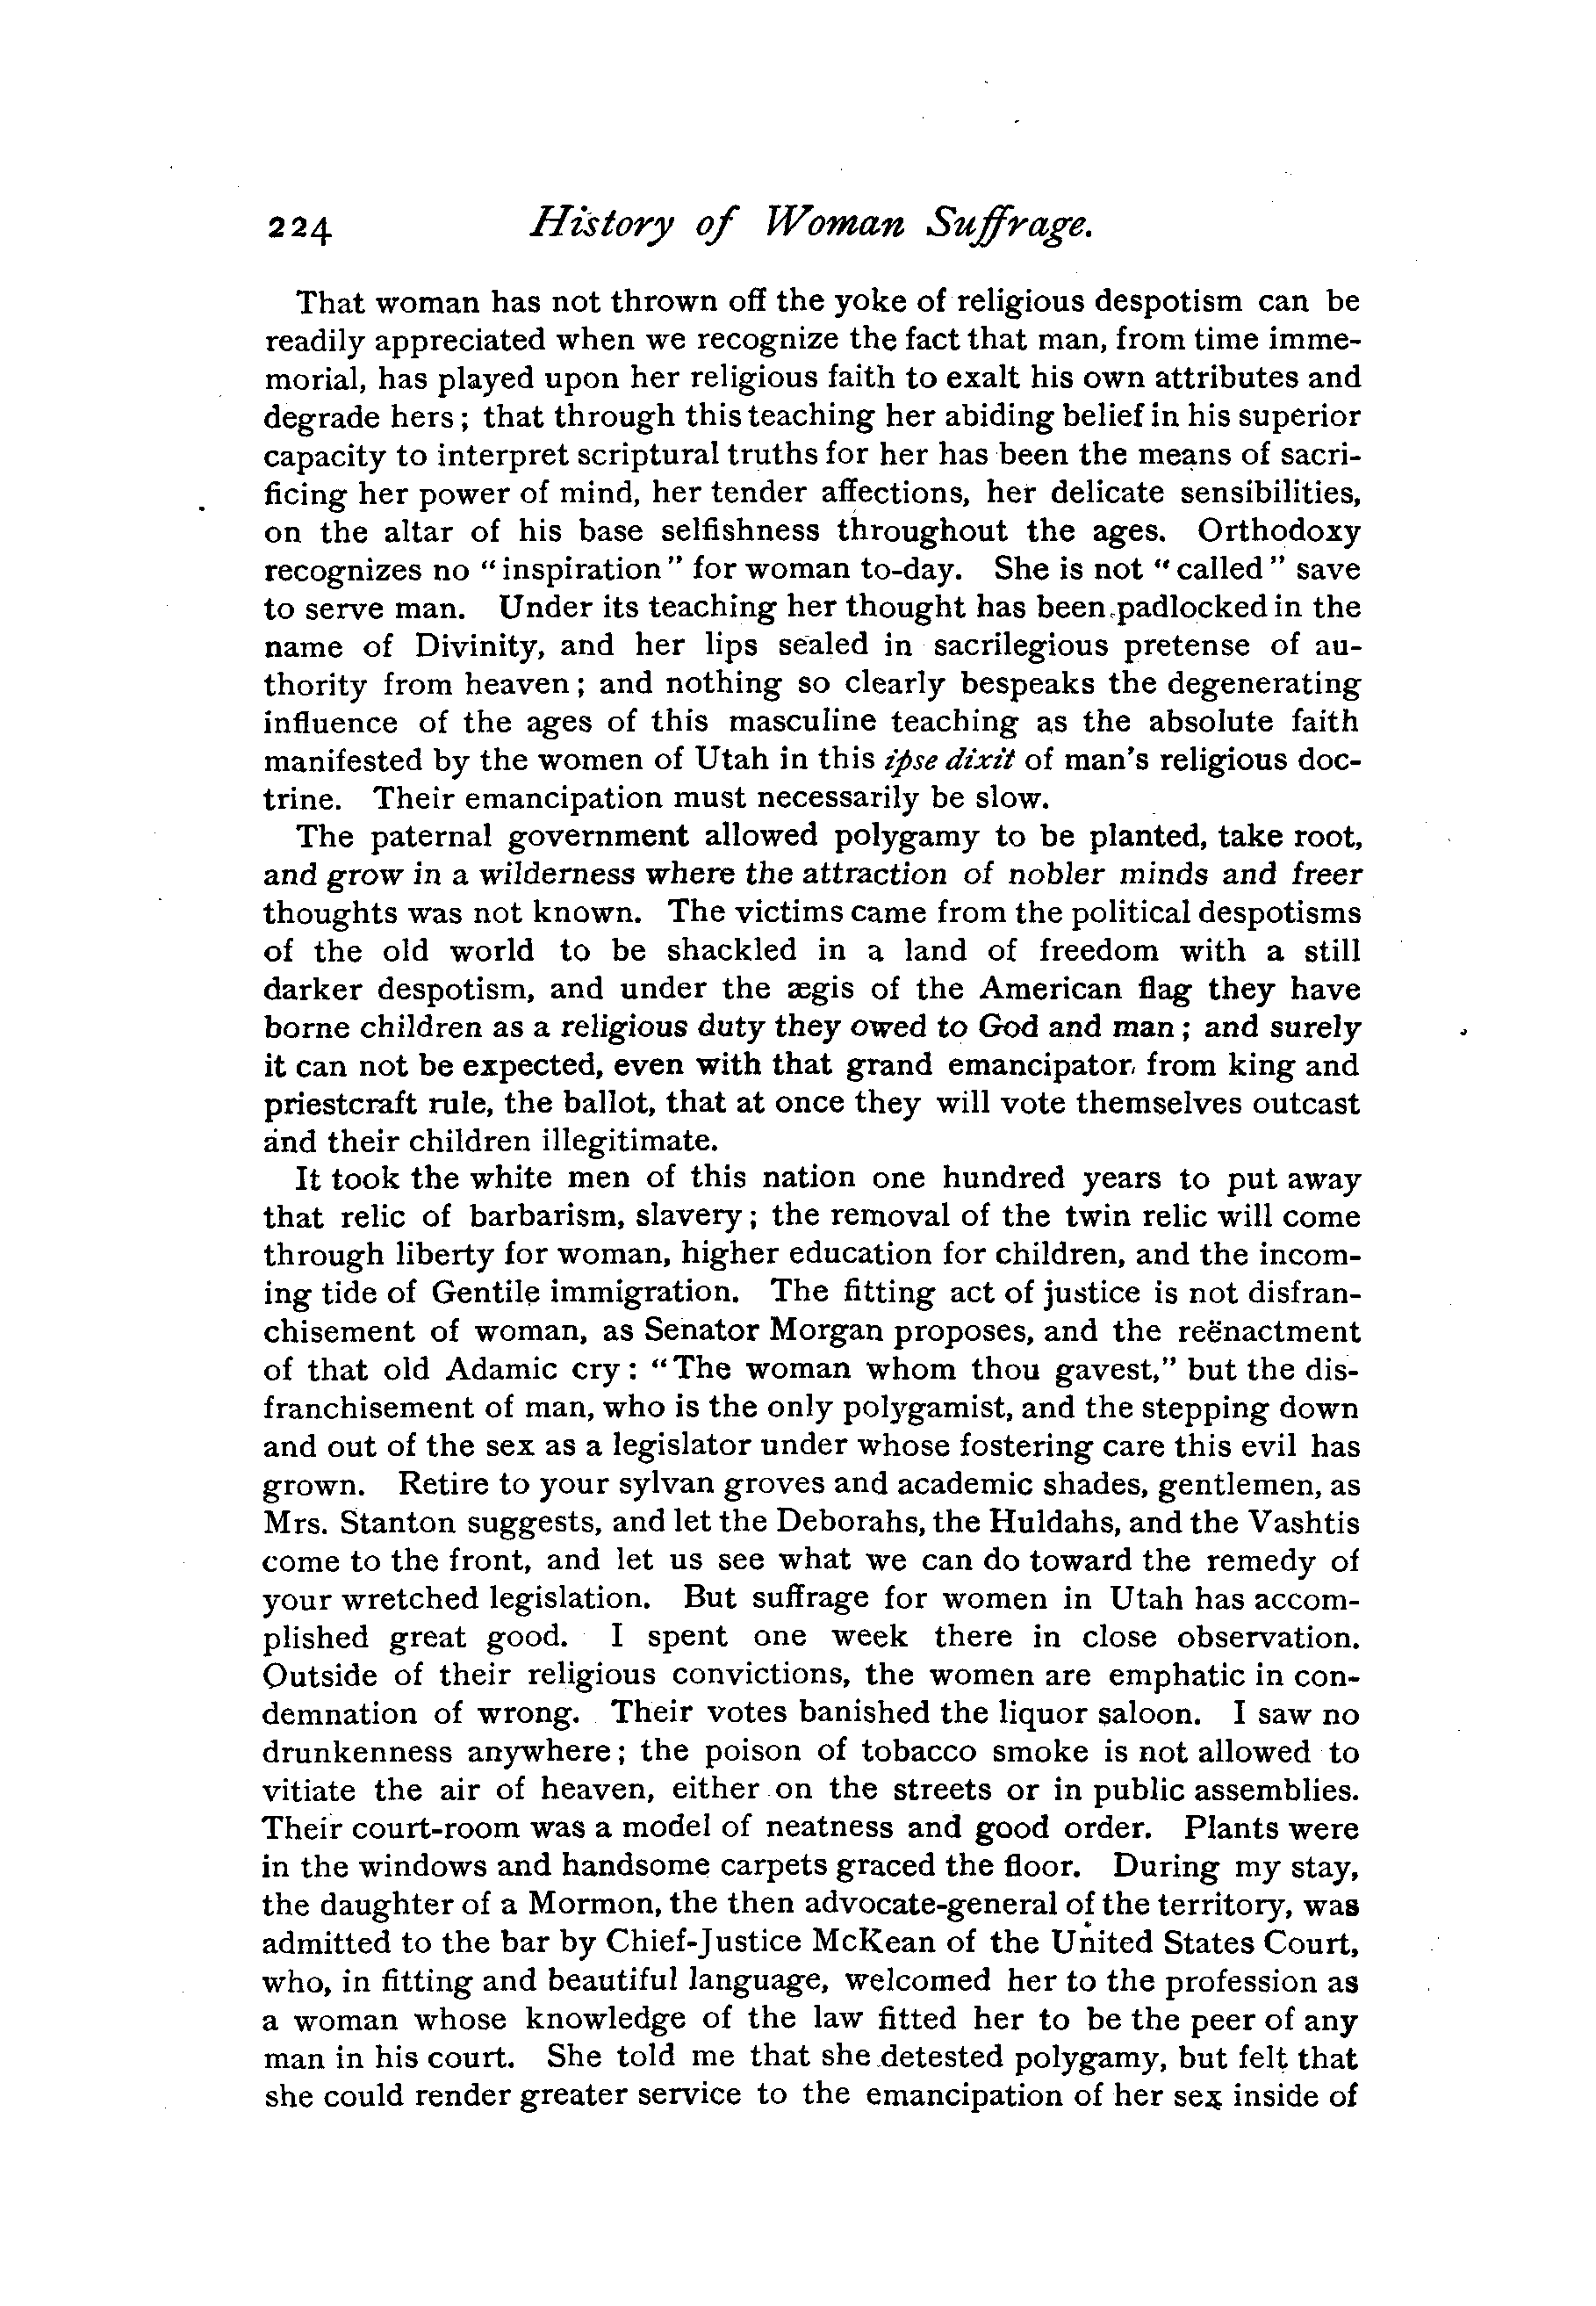 224 History of Woman Suffrage.
That woman has not thrown off the yoke of religious despotism can be
readily appreciated when we recognize the fact that man, from time imme-
morial, has played upon her religious faith to exalt his own attributes and
degrade hers; that through this teaching her abiding belief in his superior
capacity to interpret scriptural truths for her has been the means of sacri-
ficing her power of mind, her tender affections, her delicate sensibilities,
on the altar of his base selfishness throughout the ages. Orthodoxy
recognizes no "inspiration" for woman to-day. She is not "called" save
to serve man. Under its teaching her thought has been padlocked in the
name of Divinity, and her lips sealed in sacrilegious pretense of au-
thority from heaven; and nothing so clearly bespeaks the degenerating
influence of the ages of this masculine teaching as the absolute faith
manifested by the women of Utah in this ipse dixit of man's religious doc-
trine. Their emancipation must necessarily be slow.
The paternal government allowed polygamy to be planted, take root,
and grow in a wilderness where the attraction of nobler minds and freer
thoughts was not known. The victims came from the political despotisms
of the old world to be shackled in a land of freedom with a still
darker despotism, and under the ægis of the American flag they have
borne children as a religious duty they owed to God and man; and surely
it can not be expected, even with that grand emancipator from king and
priestcraft rule, the ballot, that at once they will vote themselves outcast
and their children illegitimate.
It took the white men of this nation one hundred years to put away
that relic of barbarism, slavery; the removal of the twin relic will come
through liberty for woman, higher education for children, and the incom-
ing tide of Gentile immigration. The fitting act of justice is not disfran-
chisement of woman, as Senator Morgan proposes, and the reënactment
of that old Adamic cry: "The woman whom thou gavest," but the dis-
franchisement of man, who is the only polygamist, and the stepping down
and out of the sex as a legislator under whose fostering care this evil has
grown. Retire to your sylvan groves and academic shades, gentlemen, as
Mrs. Stanton suggests, and let the Deborahs, the Huldahs, and the Vashtis
come to the front, and let us see what we can do toward the remedy of
your wretched legislation. But suffrage for women in Utah has accom-
plished great good. I spent one week there in close observation.
Outside of their religious convictions, the women are emphatic in con-
demnation of wrong. Their votes banished the liquor saloon. I saw no
drunkenness anywhere; the poison of tobacco smoke is not allowed to
vitiate the air of heaven, either on the streets or in public assemblies.
Their court-room was a model of neatness and good order. Plants were
in the windows and handsome carpets graced the floor. During my stay,
the daughter of a Mormon, the then advocate-general of the territory, was
admitted to the bar by Chief-Justice McKean of the United States Court,
who, in fitting and beautiful language, welcomed her to the profession as
a woman whose knowledge of the law fitted her to be the peer of any
man in his court. She told me that she detested polygamy, but felt that
she could render greater service to the emancipation of her sex inside of